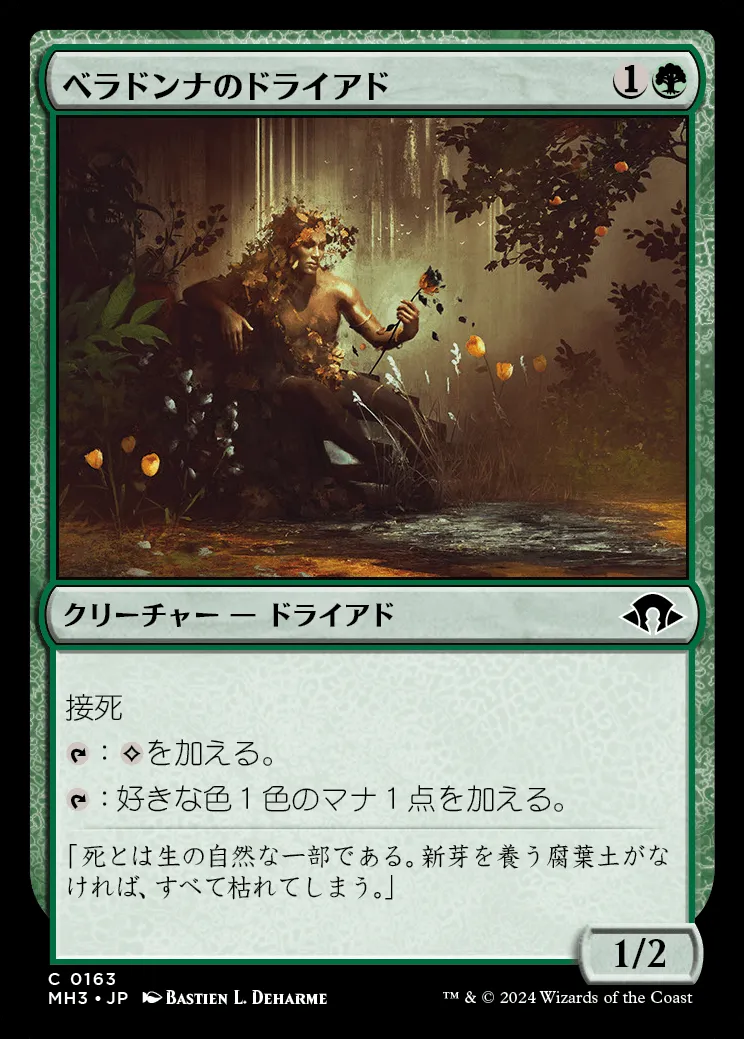 ベラドンナのドライアド 1
クリーチャー — ドライアド
接死
:を加える。
:好きな色1色のマナ1点を加える。
「死とは生の自然な一部である。新芽を養う腐葉土がな
ければ、すべて枯れてしまう。」
1/2
C 0163
MH3 • JP Bastien L. Deharme
™ & © 2024 Wizards of the Coast